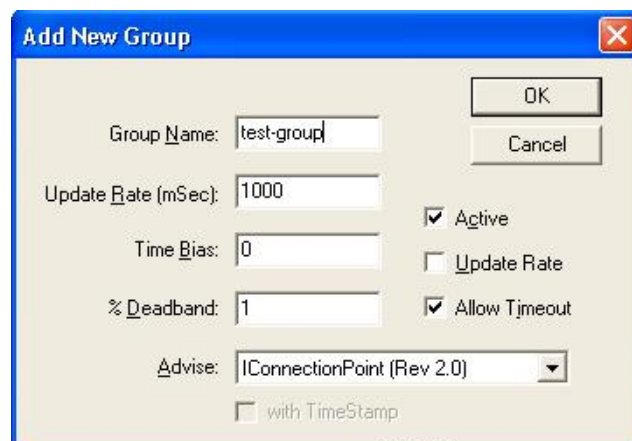 Add New Group
OK
Group Name: test-group
Cancel
Update Rate (mSec): 1000
Active
Time Bias: 0
Update Rate
% Deadband: 1
Allow Timeout
Advise: IConnectionPoint (Rev 2.0)
with TimeStamp